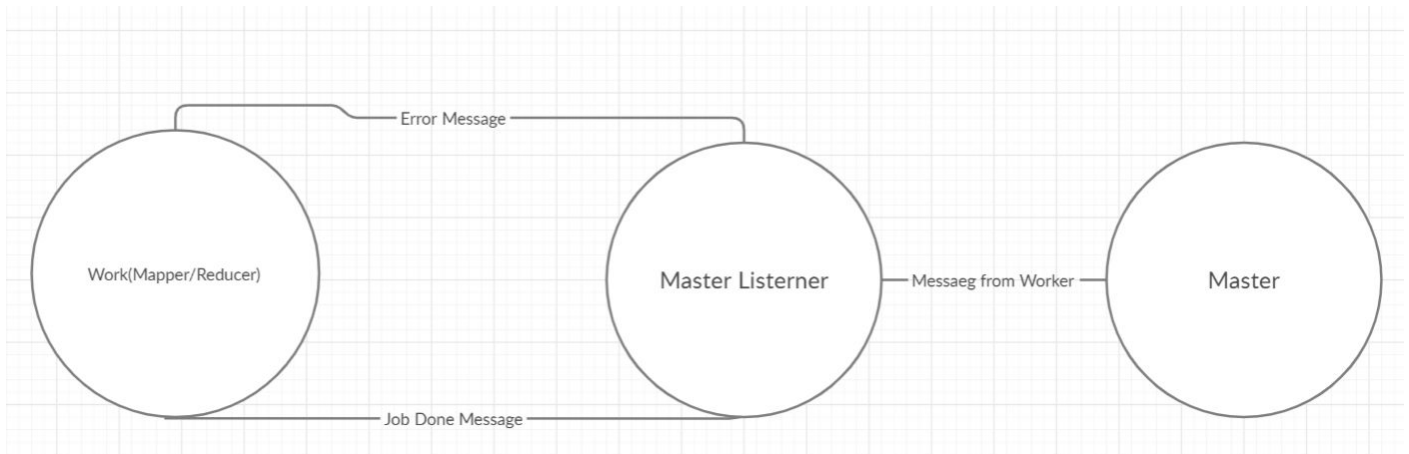 Error Message
Work(Mapper/Reducer)
Master Listerner
Messaeg from Worker
Master
Job Done Message